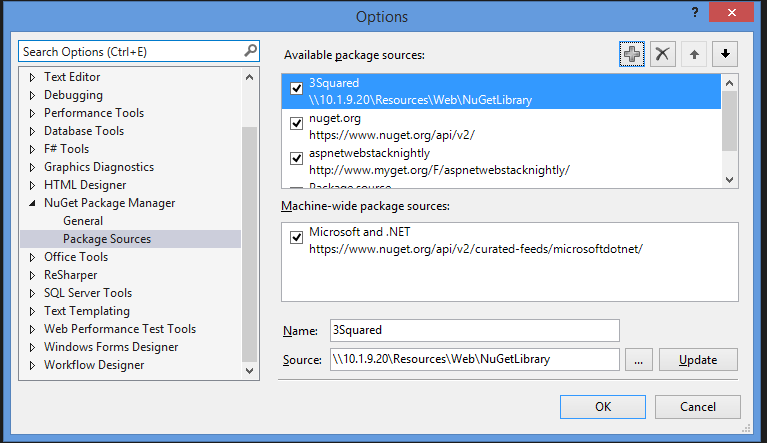 Options
?
Search Options (Ctrl+E)
Text Editor
Debugging
Performance Tools
Database Tools
F# Tools
Graphics Diagnostics
HTML Designer
NuGet Package Manager
General
Package Sources
Office Tools
ReSharper
SQL Server Tools
Text Templating
Web Performance Test Tools
Windows Forms Designer
Workflow Designer
Available package sources:
3Squared
\\10.1.9.20\Resources\Web\NuGetLibrary
nuget.org
https://www.nuget.org/api/v2/
aspnetwebstacknightly
http://www.myget.org/F/aspnetwebstacknightly/
Package source
Machine-wide package sources:
Microsoft and .NET
https://www.nuget.org/api/v2/curated-feeds/microsoftdotnet/
Name: 3Squared
Source: \\10.1.9.20\Resources\Web\NuGetLibrary ... Update
OK Cancel